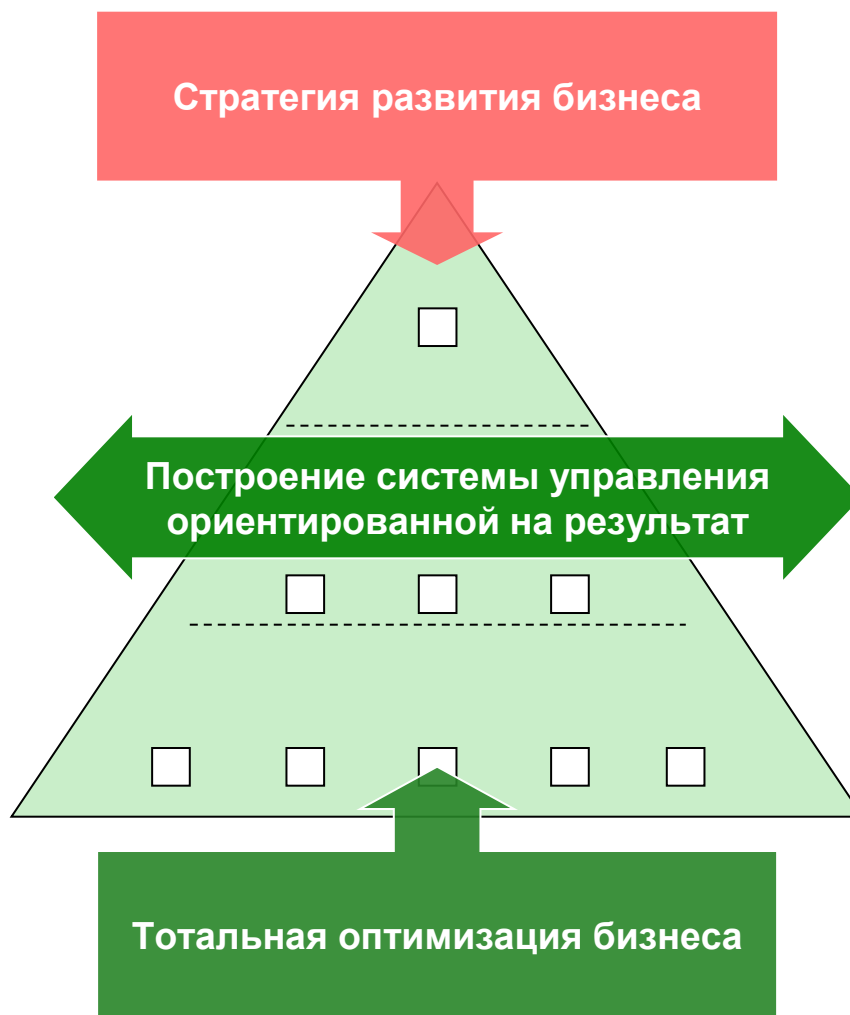 Стратегия развития бизнеса
Построение системы управления
ориентированной на результат
Тотальная оптимизация бизнеса